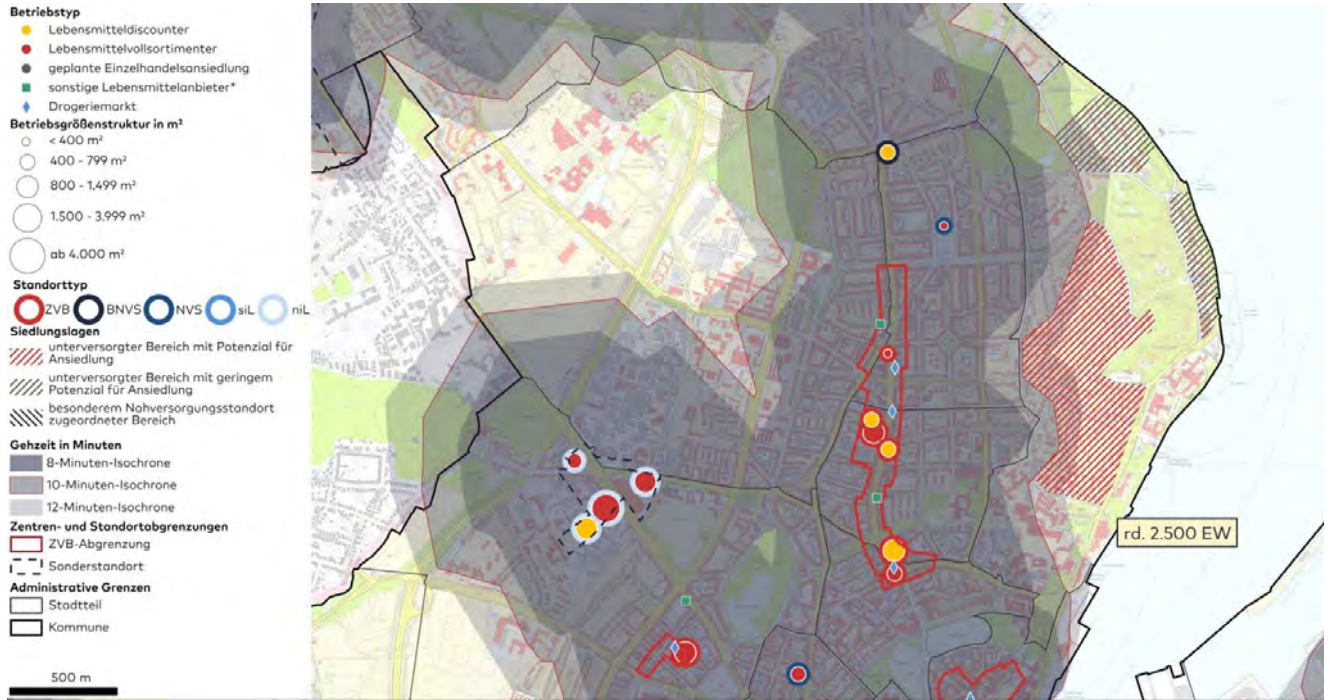 Betriebstyp
Lebensmitteldiscounter
Lebensmittelvollsortimenter
geplante Einzelhandelsansiedlung
sonstige Lebensmittelanbieter*
Drogeriemarkt
Betriebsgrößenstruktur in m²
< 400 m²
400 - 799 m²
800 - 1.499 m²
1.500 - 3.999 m²
ab 4.000 m²
Standorttyp
ZVB BNVS NVS siL niL
Siedlungslagen
unterversorgter Bereich mit Potenzial für
Ansiedlung
unterversorgter Bereich mit geringem
Potenzial für Ansiedlung
besonderem Nahversorgungsstandort
zugeordneter Bereich
Gehzeit in Minuten
8-Minuten-Isochrone
10-Minuten-Isochrone
12-Minuten-Isochrone
Zentren- und Standortabgrenzungen
ZVB-Abgrenzung
Sonderstandort
Administrative Grenzen
Stadtteil
Kommune
500 m
rd. 2.500 EW